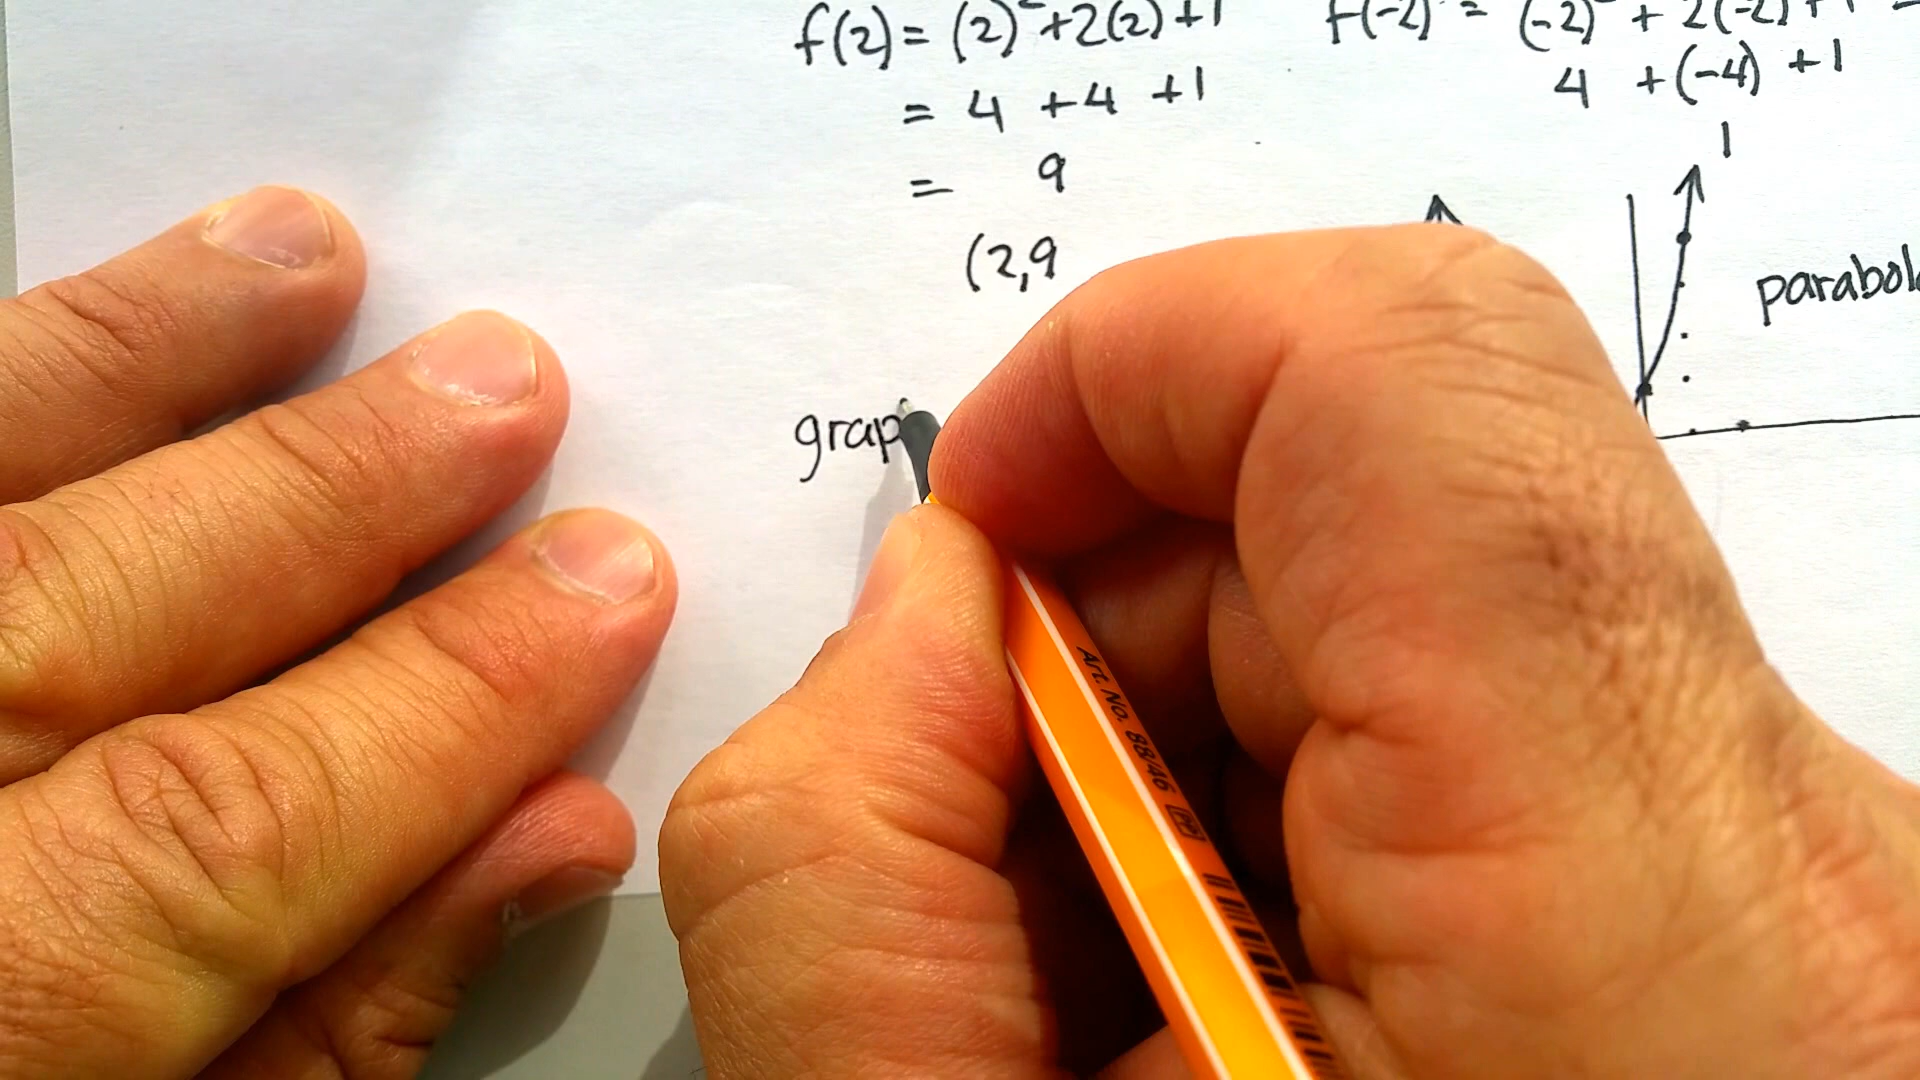 f(2) = (2)² + 2(2) + 1
= 4 + 4 + 1
= 9
(2,9
f(-2) = (-2)² + 2(-2) + 1 =
4 + (-4) + 1
1
parabol
grap
Art. No. 88/46